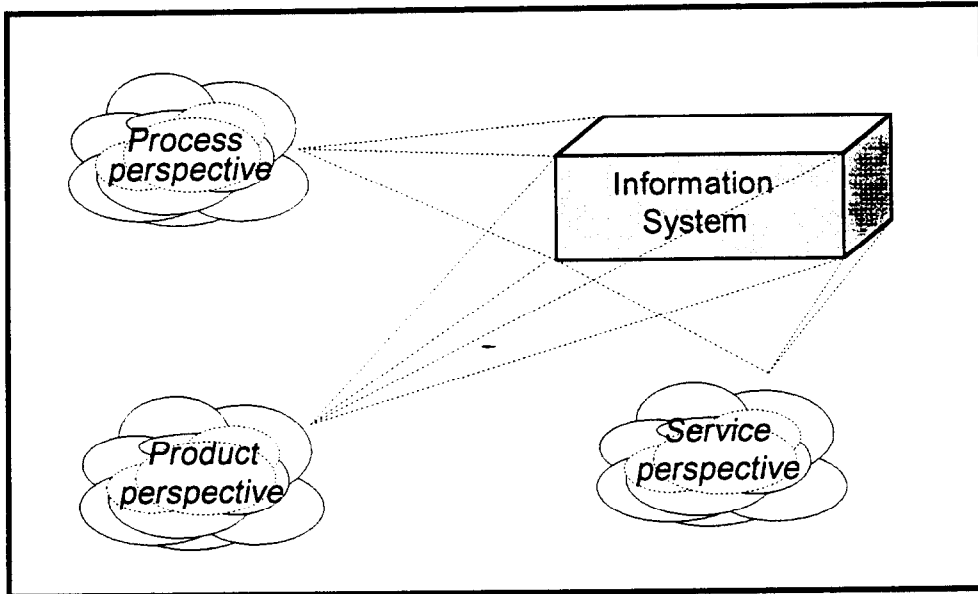 Process
perspective
Information
System
Product
perspective
Service
perspective